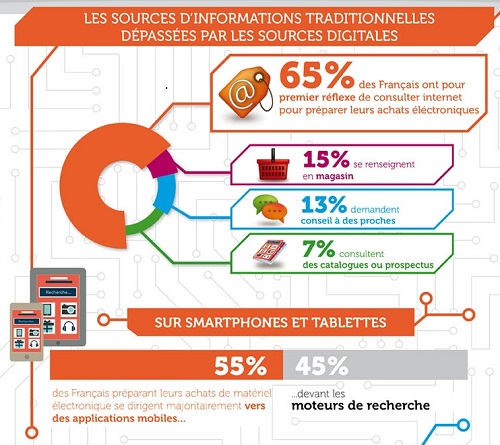 LES SOURCES D'INFORMATIONS TRADITIONNELLES
DÉPASSÉES PAR LES SOURCES DIGITALES
65% des Français ont pour
premier réflexe de consulter internet
pour préparer leurs achats éléctroniques
15% se renseignent
en magasin
13% demandent
conseil à des proches
7% consultent
des catalogues ou prospectus
Recherche...
Recherche...
SUR SMARTPHONES ET TABLETTES
55%
45%
des Français préparant leurs achats de matériel
électronique se dirigent majoritairement vers
des applications mobiles...
...devant les
moteurs de recherche